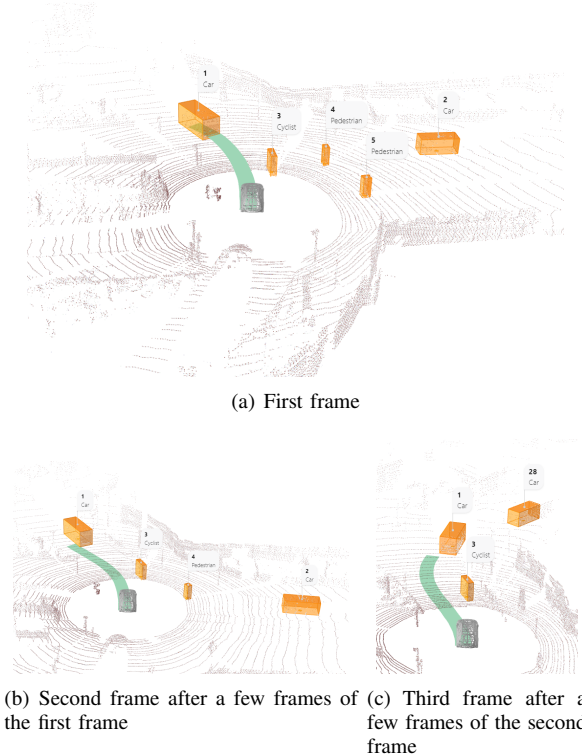 1
Car
2
Car
3
Cyclist
4
Pedestrian
5
Pedestrian
(a) First frame
1
Car
3
Cyclist
4
Pedestrian
2
Car
28
Car
1
Car
3
Cyclist
(b) Second frame after a few frames of
the first frame
(c) Third frame after a
few frames of the second
frame